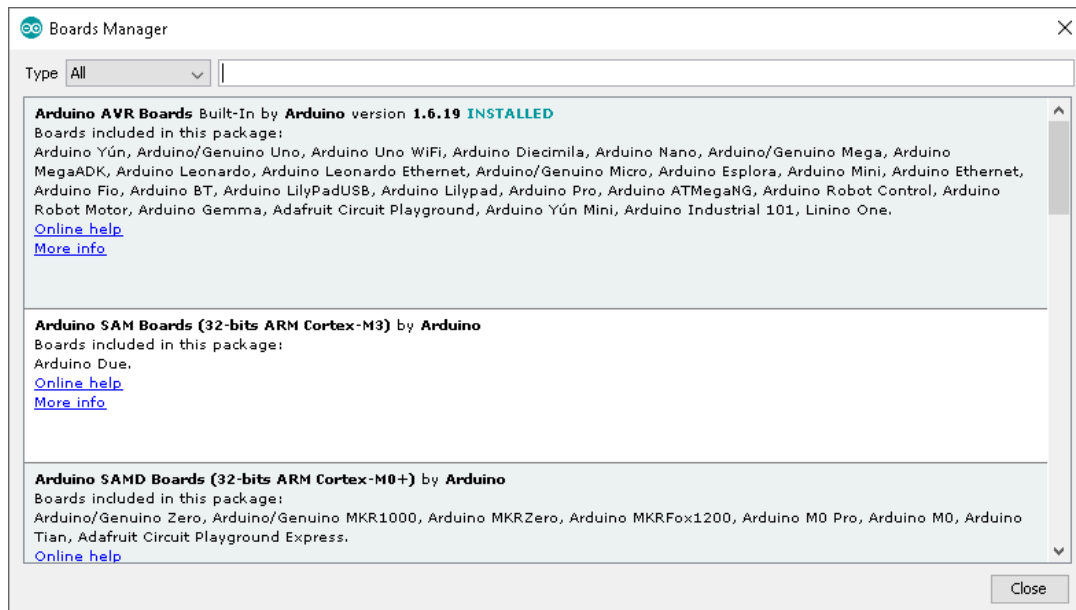 Boards Manager
Type All
Arduino AVR Boards Built-In by Arduino version 1.6.19 INSTALLED
Boards included in this package:
Arduino Yún, Arduino/Genuino Uno, Arduino Uno WiFi, Arduino Diecimila, Arduino Nano, Arduino/Genuino Mega, Arduino
MegaADK, Arduino Leonardo, Arduino Leonardo Ethernet, Arduino/Genuino Micro, Arduino Esplora, Arduino Mini, Arduino Ethernet,
Arduino Fio, Arduino BT, Arduino LilyPadUSB, Arduino Lilypad, Arduino Pro, Arduino ATMegaNG, Arduino Robot Control, Arduino
Robot Motor, Arduino Gemma, Adafruit Circuit Playground, Arduino Yún Mini, Arduino Industrial 101, Linino One.
Online help
More info
Arduino SAM Boards (32-bits ARM Cortex-M3) by Arduino
Boards included in this package:
Arduino Due.
Online help
More info
Arduino SAMD Boards (32-bits ARM Cortex-M0+) by Arduino
Boards included in this package:
Arduino/Genuino Zero, Arduino/Genuino MKR1000, Arduino MKRZero, Arduino MKRFox1200, Arduino M0 Pro, Arduino M0, Arduino
Tian, Adafruit Circuit Playground Express.
Online help
Close